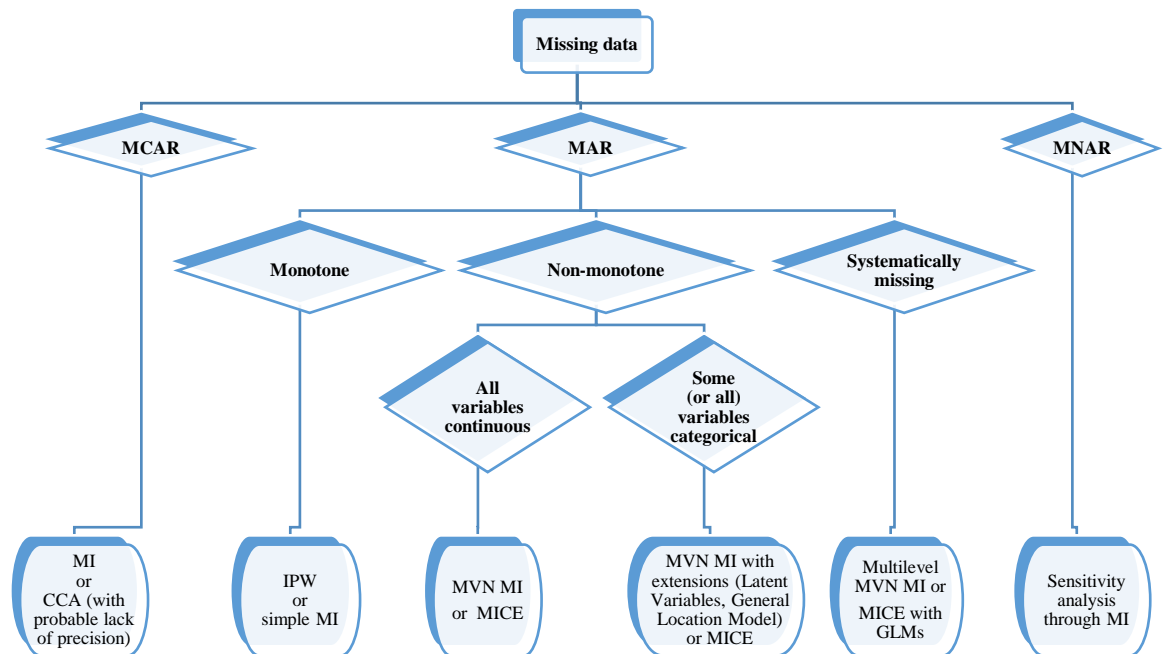 Missing data
MCAR
MAR
MNAR
Monotone
Non-monotone
Systematically
missing
All
variables
continuous
Some
(or all)
variables
categorical
MI
or
CCA (with
probable lack
of precision)
IPW
or
simple MI
MVN MI
or MICE
MVN MI with
extensions (Latent
Variables, General
Location Model)
or MICE
Multilevel
MVN MI or
MICE with
GLMs
Sensitivity
analysis
through MI